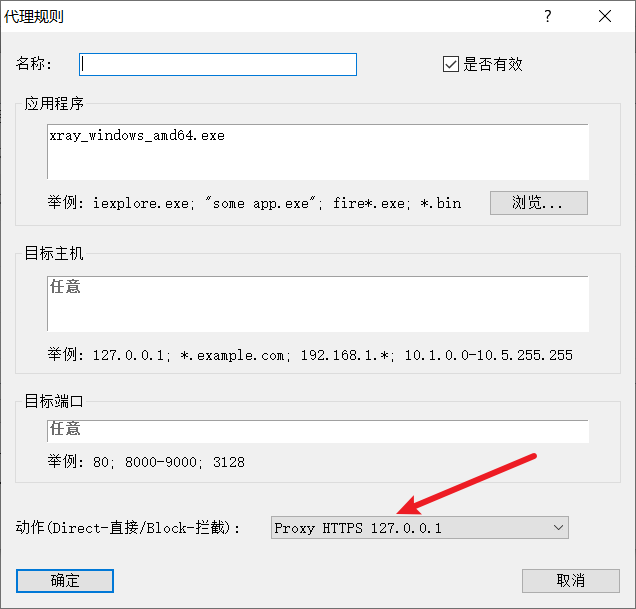 代理规则
名称:
是否有效
应用程序
xray_windows_amd64.exe
举例: iexplore.exe; "some app.exe"; fire*.exe; *.bin
浏览...
目标主机
任意
举例: 127.0.0.1; *.example.com; 192.168.1.*; 10.1.0.0-10.5.255.255
目标端口
任意
举例: 80; 8000-9000; 3128
动作(Direct-直接/Block-拦截):
Proxy HTTPS 127.0.0.1
确定
取消